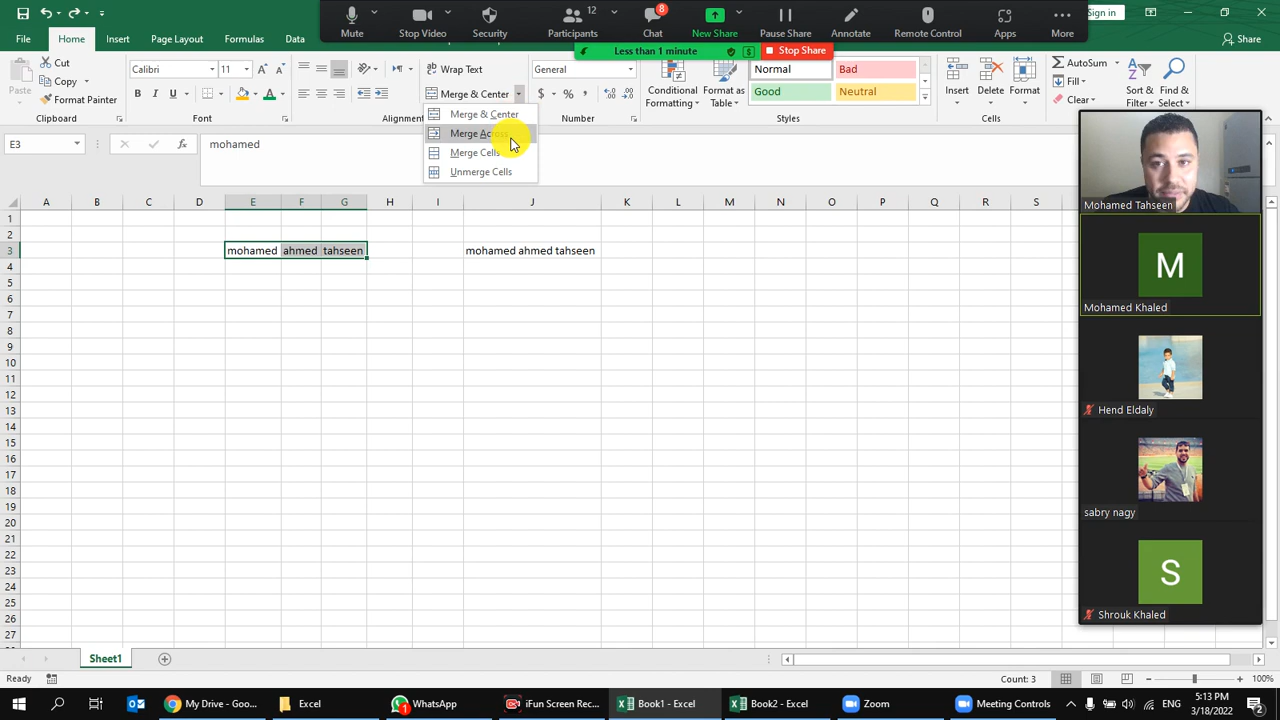 Mute
Stop Video
Security
12
Participants
8
Chat
New Share
Pause Share
Annotate
Remote Control
Apps
More
Sign in
Less than 1 minute
Stop Share
File
Home
Insert
Page Layout
Formulas
Data
Share
Paste
Cut
Copy
Format Painter
Clipboard
Calibri
11
B I U
Font
Wrap Text
Merge & Center
Alignm
General
$ % ,
Number
Conditional Formatting
Format as Table
Normal
Bad
Good
Neutral
Styles
Insert
Delete
Format
Cells
AutoSum
Fill
Clear
Sort & Filter
Find & Select
Merge & Center
Merge Across
Merge Cells
Unmerge Cells
E3
fx
mohamed
A B C D E F G H I J K L M N O P Q R S
1
2
3 mohamed ahmed tahseen mohamed ahmed tahseen
4
5
6
7
8
9
10
11
12
13
14
15
16
17
18
19
20
21
22
23
24
25
26
27
Mohamed Tahseen
M
Mohamed Khaled
Hend Eldaly
sabry nagy
S
Shrouk Khaled
Sheet1
Ready
Count: 3
100%
My Drive - Goo...
Excel
1
WhatsApp
iFun Screen Rec...
Book1 - Excel
Book2 - Excel
Zoom
Meeting Controls
ENG
5:13 PM
3/18/2022
2